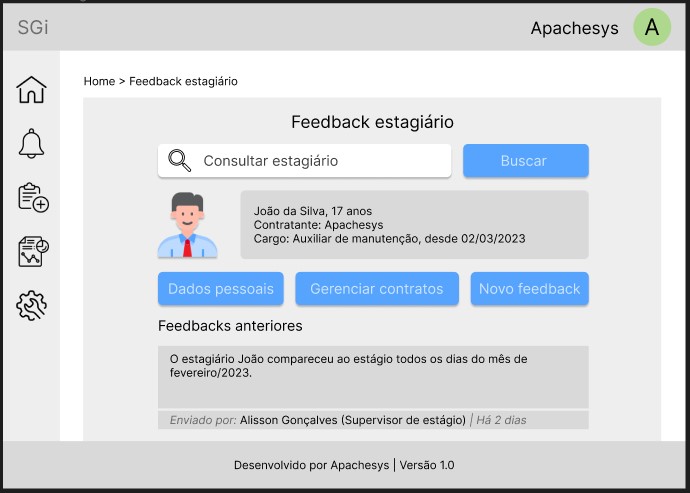 SGi
Apachesys
A
Home > Feedback estagiário
Feedback estagiário
Consultar estagiário
Buscar
João da Silva, 17 anos
Contratante: Apachesys
Cargo: Auxiliar de manutenção, desde 02/03/2023
Dados pessoais
Gerenciar contratos
Novo feedback
Feedbacks anteriores
O estagiário João compareceu ao estágio todos os dias do mês de
fevereiro/2023.
Enviado por: Alisson Gonçalves (Supervisor de estágio) | Há 2 dias
Desenvolvido por Apachesys | Versão 1.0